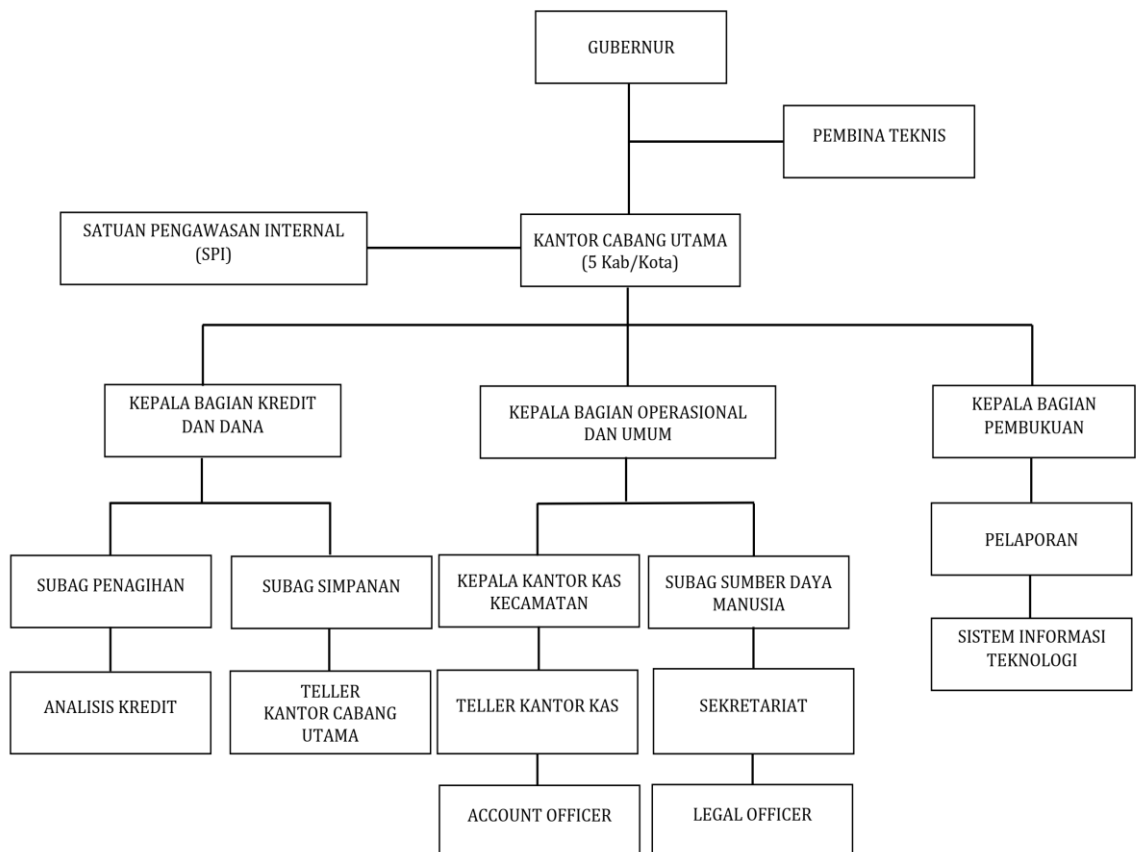 GUBERNUR
PEMBINA TEKNIS
SATUAN PENGAWASAN INTERNAL
(SPI)
KANTOR CABANG UTAMA
(5 Kab/Kota)
KEPALA BAGIAN KREDIT
DAN DANA
KEPALA BAGIAN OPERASIONAL
DAN UMUM
KEPALA BAGIAN
PEMBUKUAN
SUBAG PENAGIHAN
SUBAG SIMPANAN
KEPALA KANTOR KAS
KECAMATAN
SUBAG SUMBER DAYA
MANUSIA
PELAPORAN
ANALISIS KREDIT
TELLER
KANTOR CABANG
UTAMA
TELLER KANTOR KAS
SEKRETARIAT
SISTEM INFORMASI
TEKNOLOGI
ACCOUNT OFFICER
LEGAL OFFICER